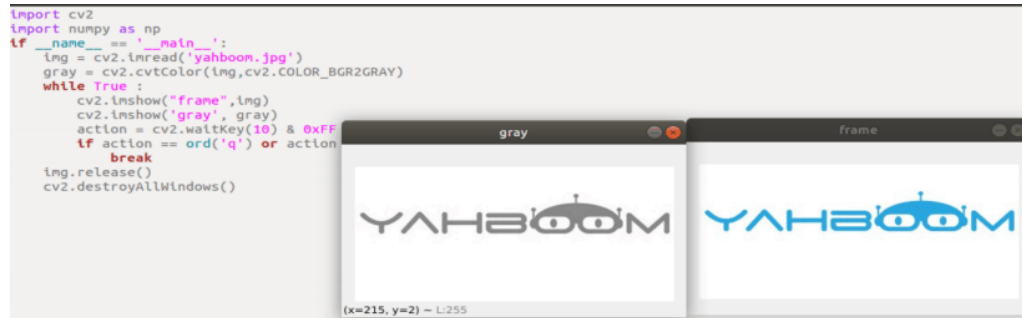 import cv2
import numpy as np
if __name__ == '__main__':
    img = cv2.imread('yahboom.jpg')
    gray = cv2.cvtColor(img,cv2.COLOR_BGR2GRAY)
    while True :
        cv2.imshow("frame",img)
        cv2.imshow('gray', gray)
        action = cv2.waitKey(10) & 0xFF
        if action == ord('q') or action
            break
    img.release()
    cv2.destroyAllWindows()
gray
YAHBOOM
(x=215, y=2) ~ L:255
frame
YAHBOOM